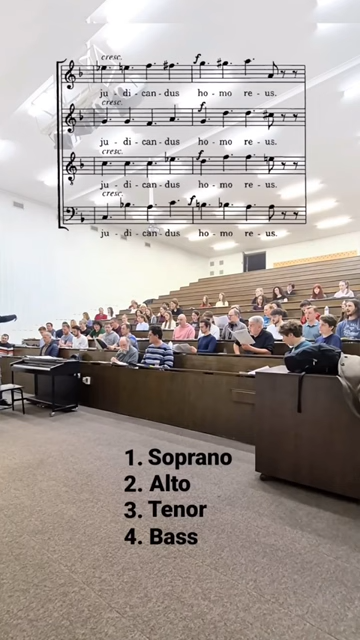 cresc. f
ju - di - can - dus ho - mo re - us.
cresc. f
ju - di - can - dus ho - mo re - us.
cresc. f
ju - di - can - dus ho - mo re - us.
cresc. f
ju - di - can - dus ho - mo re - us.
1. Soprano
2. Alto
3. Tenor
4. Bass